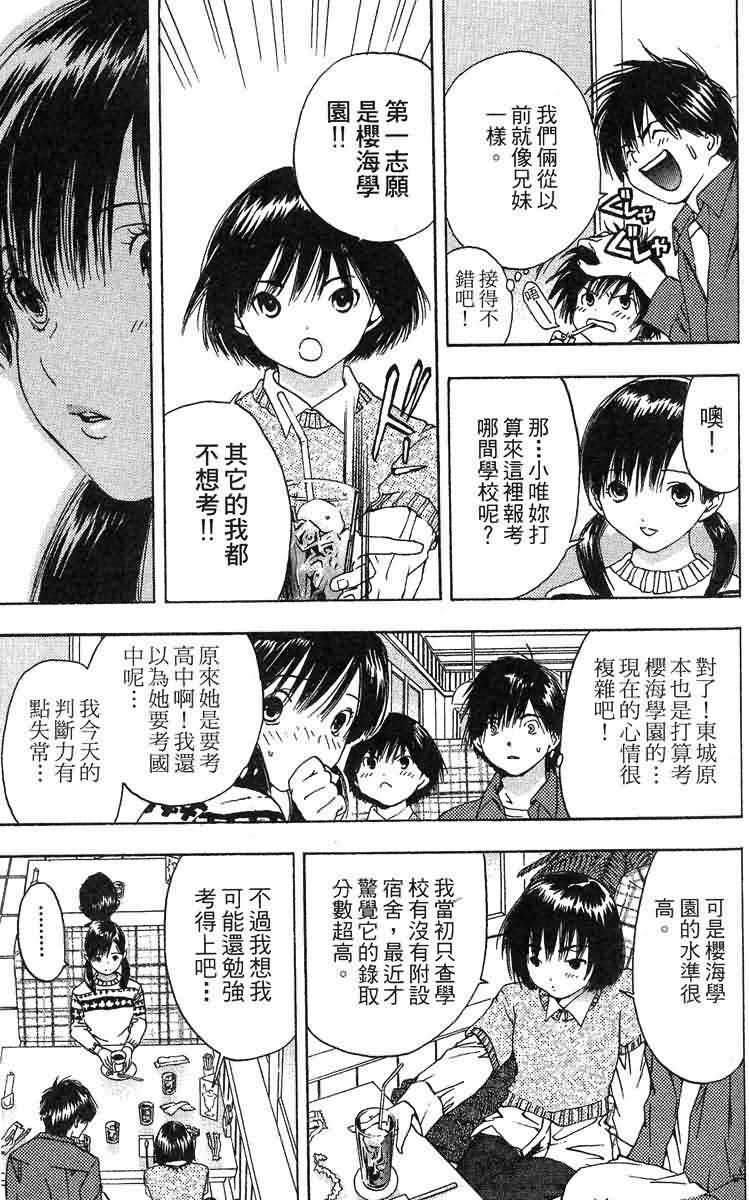 我們倆從以
前就像兄妹
一樣。
ぐしゃ
ぐしゃ
唔
接得不
錯吧！
第一志願
是櫻海學
園!!
ドン
其它的我都
不想考!!
噢！
那…小唯妳打
算來這裡報考
哪間學校呢？
對了！東城原
本也是打算考
櫻海學園的…
現在的心情很
複雜吧！
原來她是要考
高中啊！我還
以為她要考國
中呢…
我今天的
判斷力有
點失常…
可是櫻海學
園的水準很
高。
我當初只查學
校有沒有附設
宿舍，最近才
驚覺它的錄取
分數超高。
不過我想我
可能還勉強
考得上吧…
………